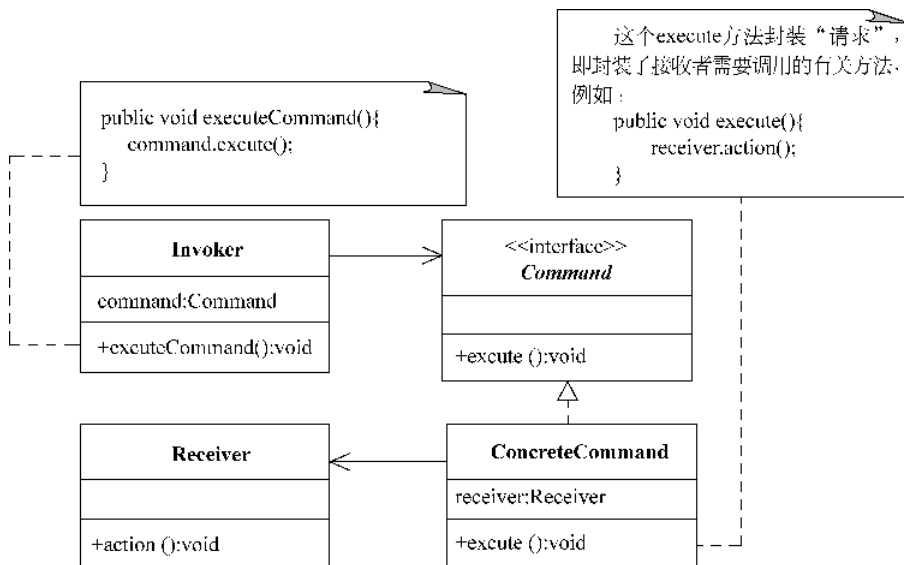 这个execute方法封装“请求”，
即封装了接收者需要调用的有关方法，
例如：
public void execute(){
receiver.action();
}
public void executeCommand(){
command.excute();
}
Invoker
command:Command
+excuteCommand():void
<<interface>>
Command
+excute ():void
Receiver
+action ():void
ConcreteCommand
receiver:Receiver
+excute ():void